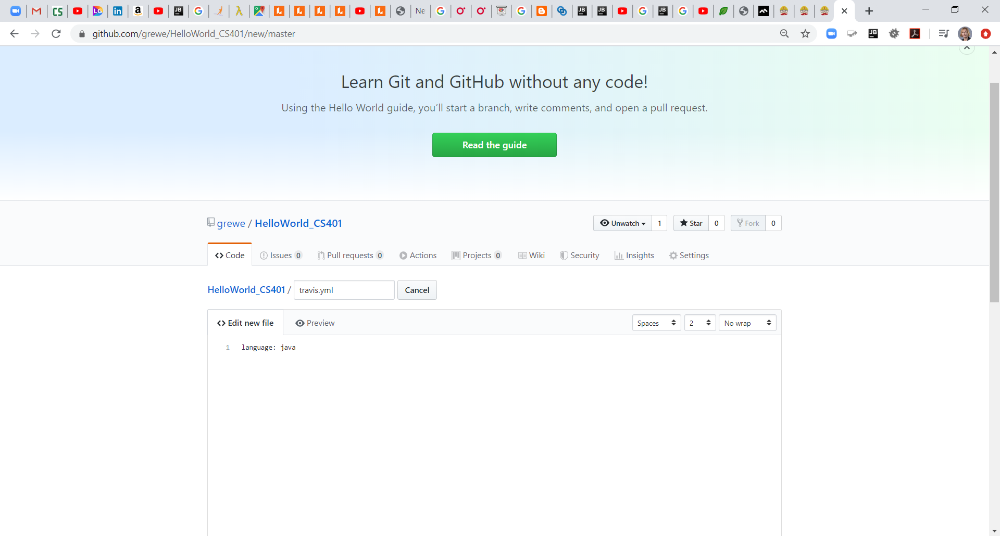 Ne
github.com/grewe/HelloWorld_CS401/new/master
Learn Git and GitHub without any code!
Using the Hello World guide, you’ll start a branch, write comments, and open a pull request.
Read the guide
grewe / HelloWorld_CS401
Unwatch 1 Star 0 Fork 0
Code Issues 0 Pull requests 0 Actions Projects 0 Wiki Security Insights Settings
HelloWorld_CS401 / travis.yml Cancel
<> Edit new file Preview Spaces 2 No wrap
1 language: java